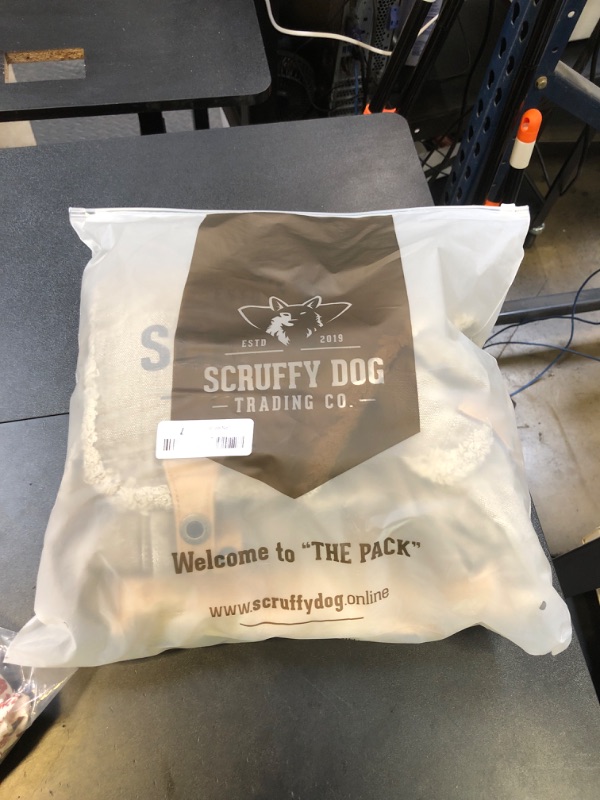 ESTD 2019
S
SCRUFFY DOG
— TRADING CO. —
Welcome to "THE PACK"
www.scruffydog.online